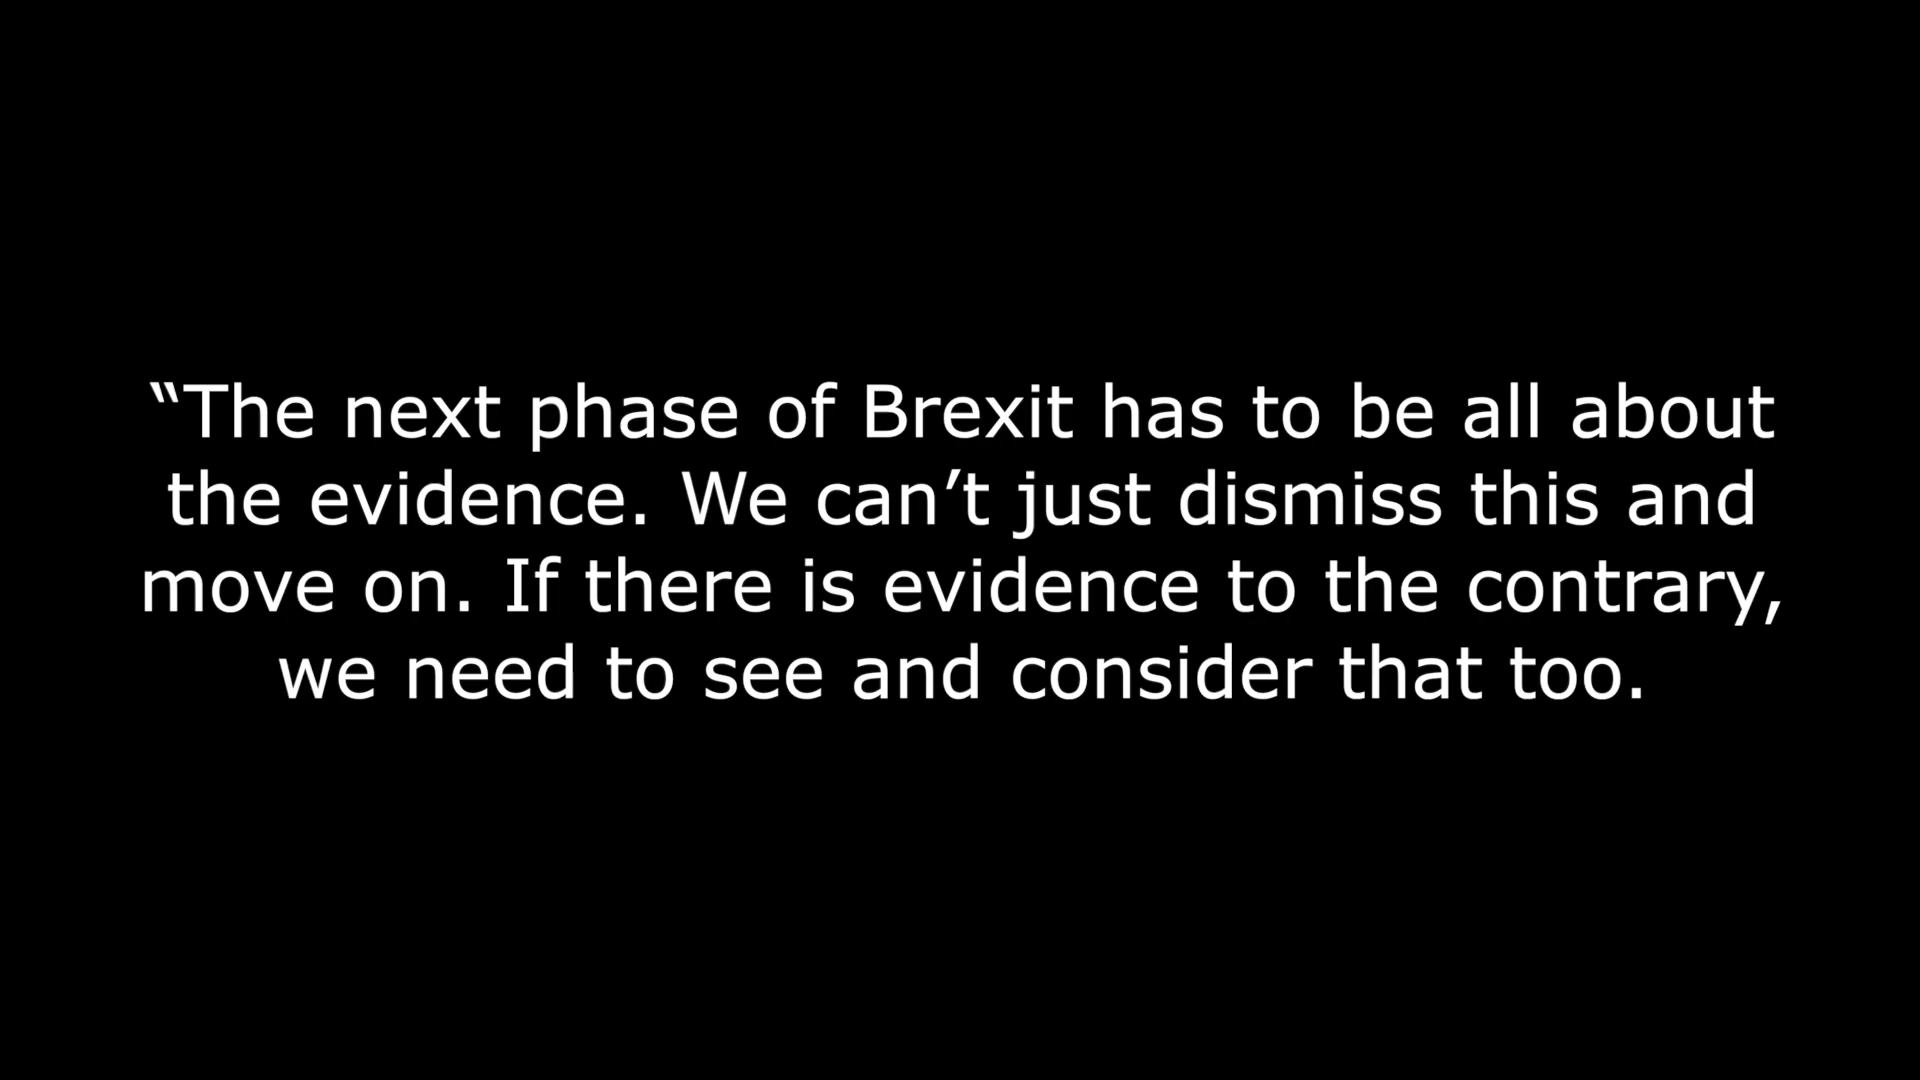 “The next phase of Brexit has to be all about
the evidence. We can’t just dismiss this and
move on. If there is evidence to the contrary,
we need to see and consider that too.